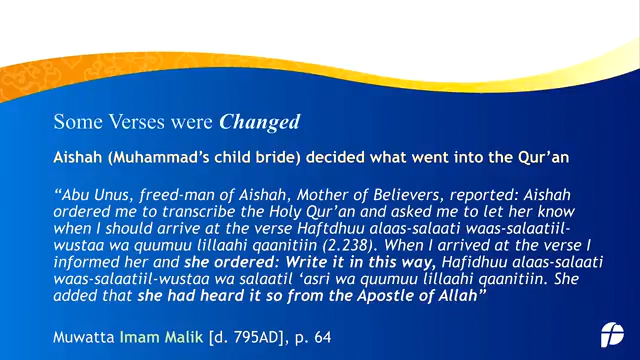 Some Verses were Changed
Aishah (Muhammad's child bride) decided what went into the Qur'an
“Abu Unus, freed-man of Aishah, Mother of Believers, reported: Aishah
ordered me to transcribe the Holy Qur’an and asked me to let her know
when I should arrive at the verse Haftdhuu alaas-salaati waas-salaatiil-
wustaa wa quumuu lillaahi qaanitiin (2.238). When I arrived at the verse I
informed her and she ordered: Write it in this way, Hafidhuu alaas-salaati
waas-salaatiil-wustaa wa salaatil ‘asri wa quumuu lillaahi qaanitiin. She
added that she had heard it so from the Apostle of Allah”
Muwatta Imam Malik [d. 795AD], p. 64